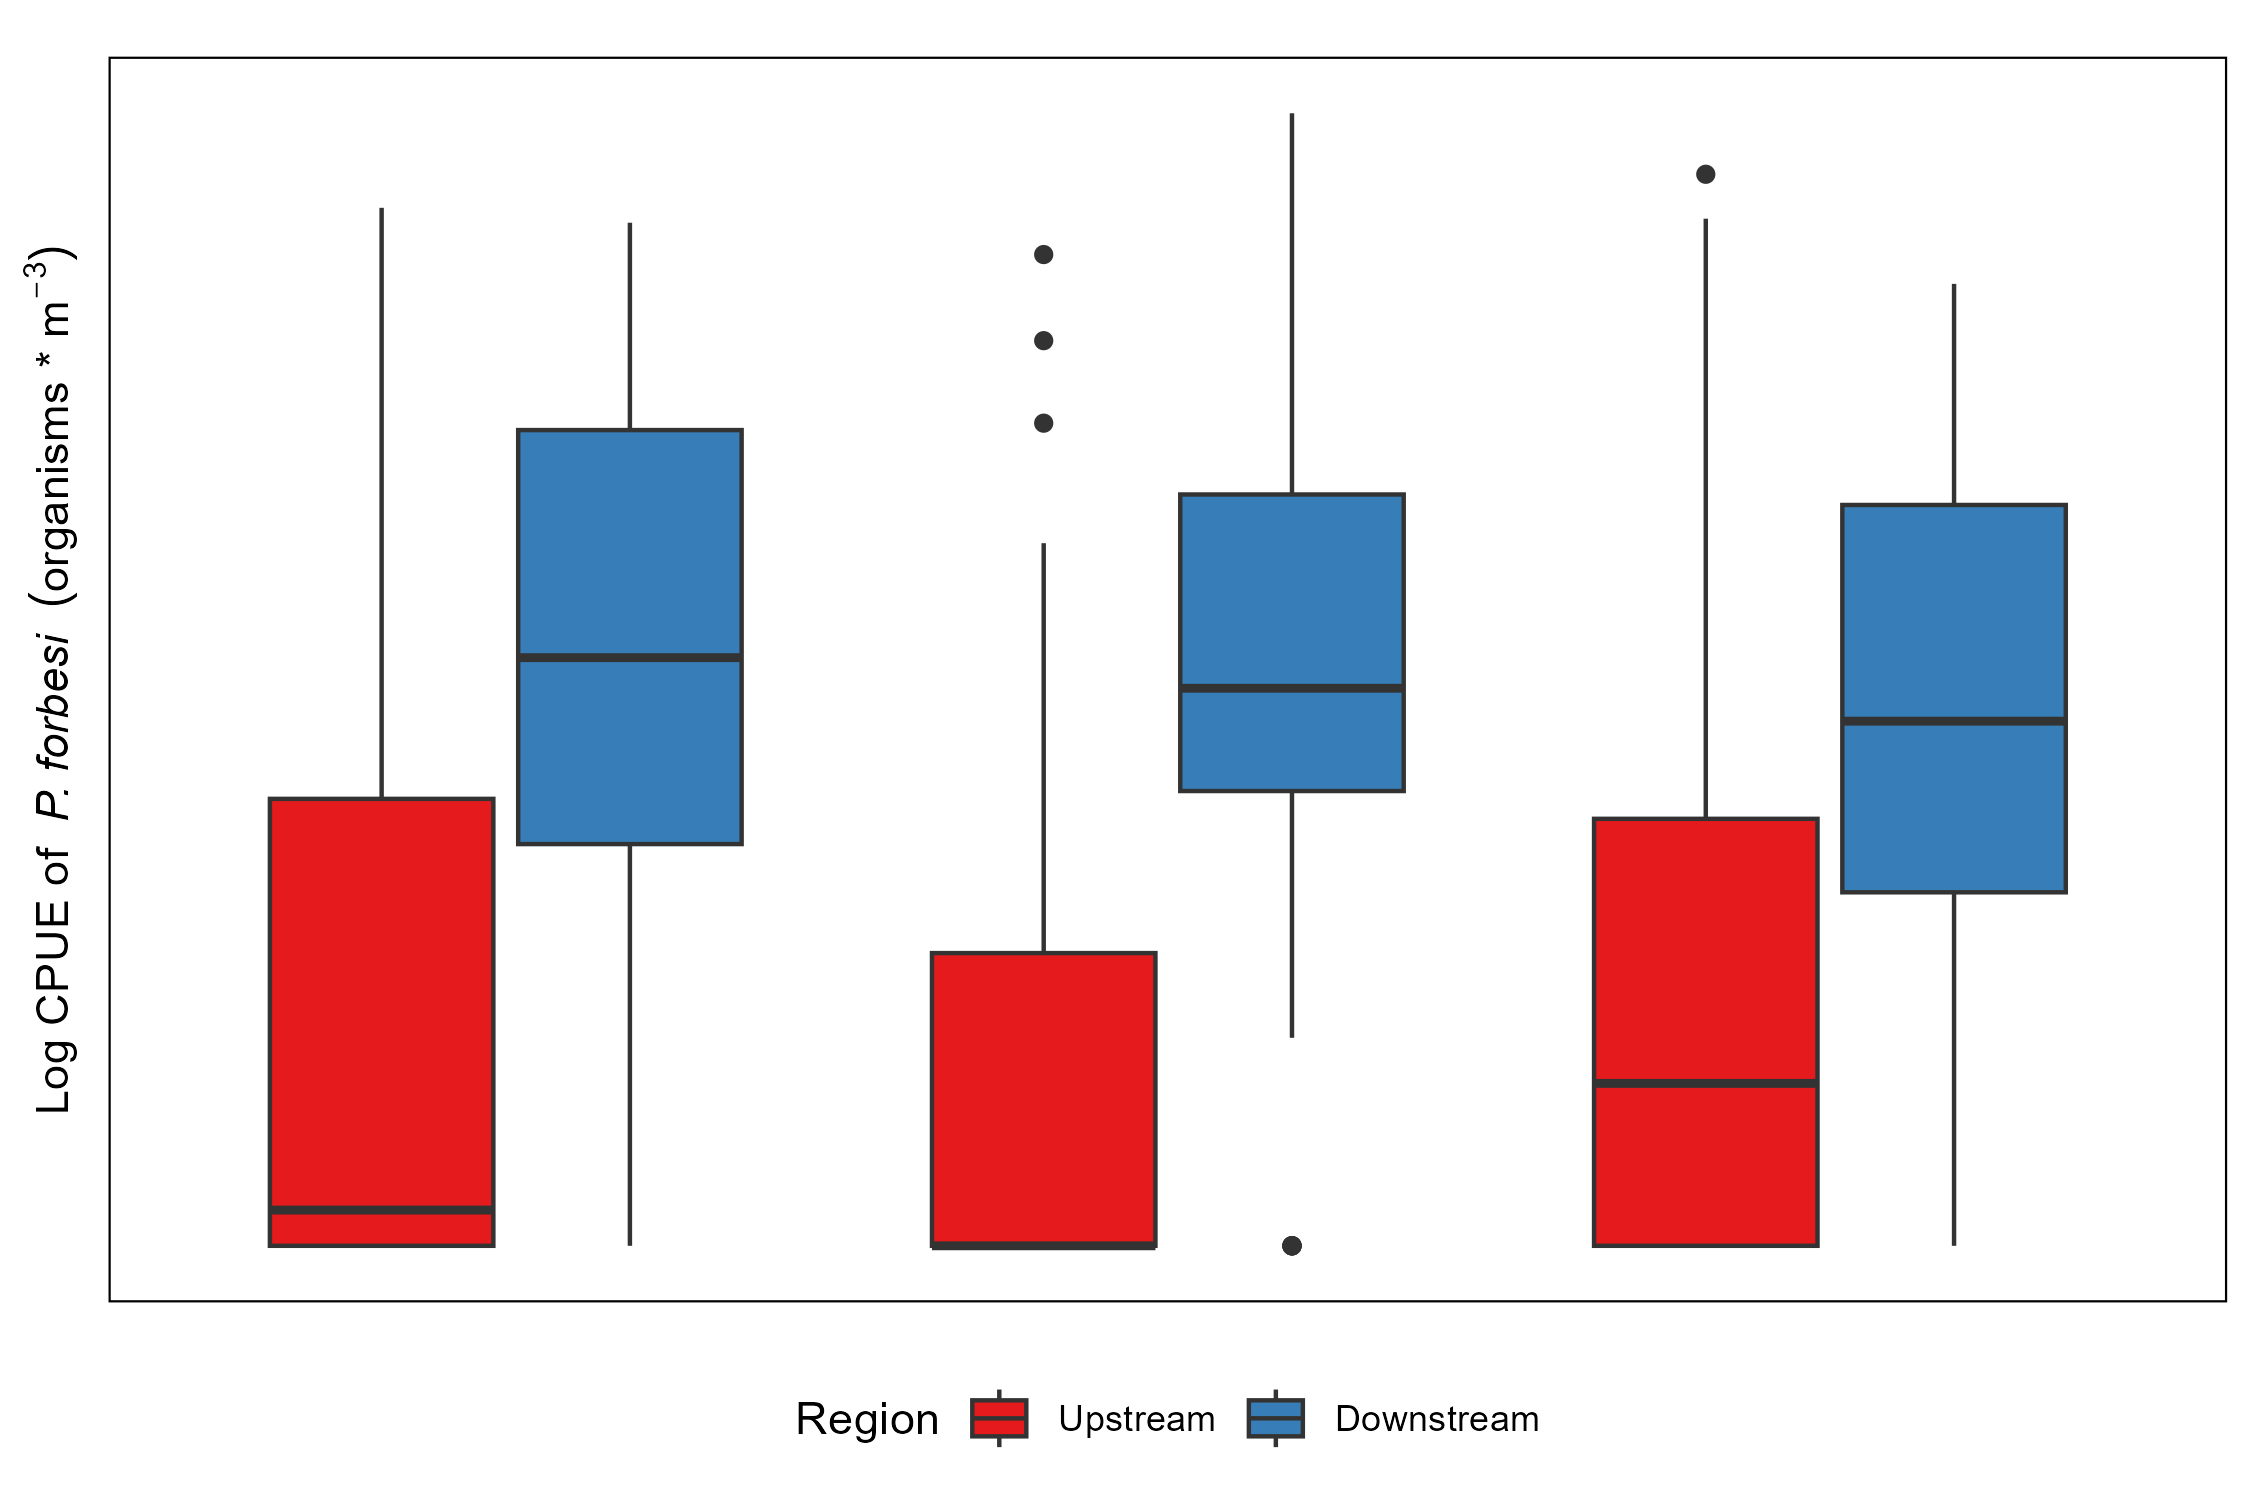 Log CPUE of P. forbesi (organisms * m⁻³)
Region Upstream Downstream